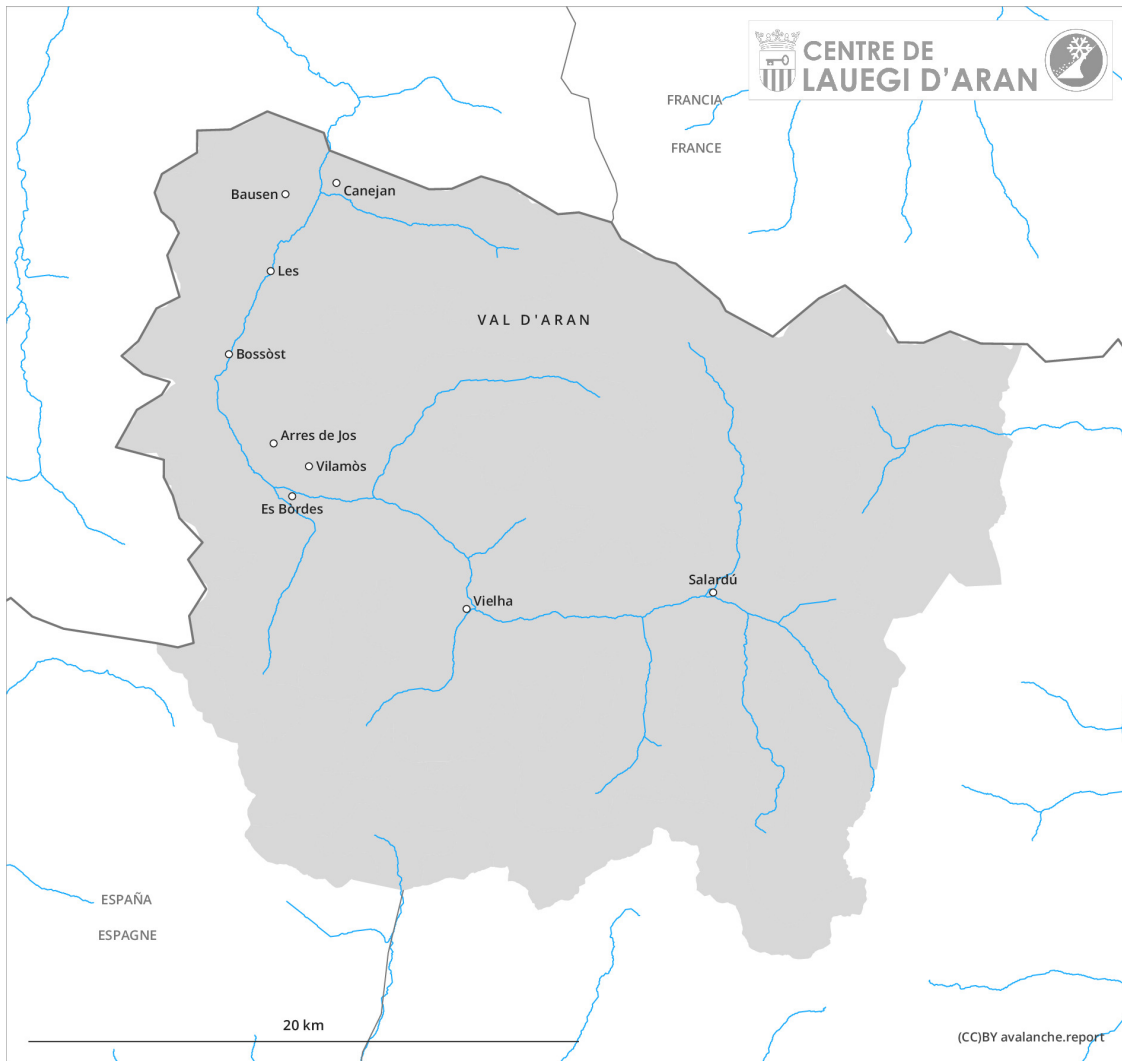 CENTRE DE
LAUEGI D'ARAN
FRANCIA
FRANCE
Bausen
Canejan
Les
VAL D'ARAN
Bossòst
Arres de Jos
Vilamòs
Es Bòrdes
Salardú
Vielha
ESPAÑA
ESPAGNE
20 km
(CC)BY avalanche.report